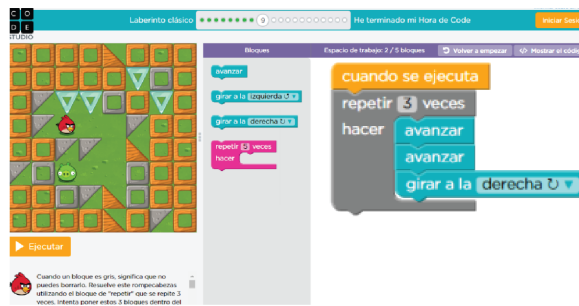 C O
D E
STUDIO
Laberinto clásico
9
He terminado mi Hora de Code
Iniciar Sesi
Bloques
Espacio de trabajo: 2 / 5 bloques
Volver a empezar
</> Mostrar el códig
avanzar
girar a la izquierda ↺ ▼
girar a la derecha ↻ ▼
repetir veces
hacer
cuando se ejecuta
repetir 3 veces
hacer
avanzar
avanzar
girar a la derecha ↻ ▼
Ejecutar
Cuando un bloque es gris, significa que no
puedes borrarlo. Resuelve este rompecabezas
utilizando el bloque de "repetir" que se repite 3
veces. Intenta poner estos 3 bloques dentro del